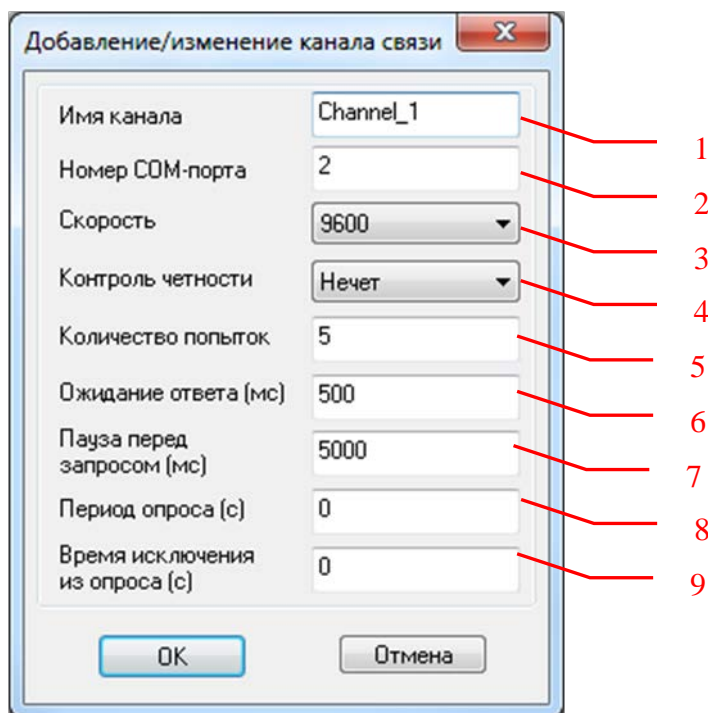 Добавление/изменение канала связи
Имя канала Channel_1 1
Номер COM-порта 2 2
Скорость 9600 3
Контроль четности Нечет 4
Количество попыток 5 5
Ожидание ответа (мс) 500 6
Пауза перед
запросом (мс) 5000 7
Период опроса (с) 0 8
Время исключения
из опроса (с) 0 9
OK Отмена